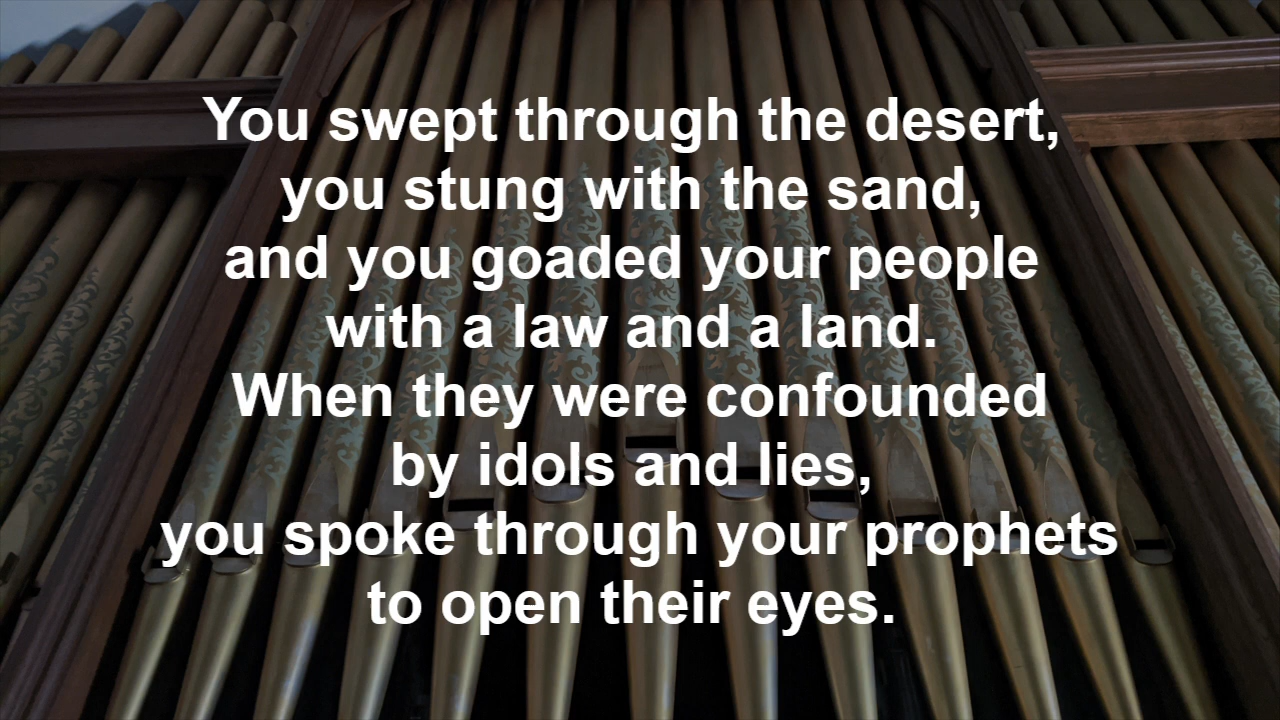 You swept through the desert,
you stung with the sand,
and you goaded your people
with a law and a land.
When they were confounded
by idols and lies,
you spoke through your prophets
to open their eyes.